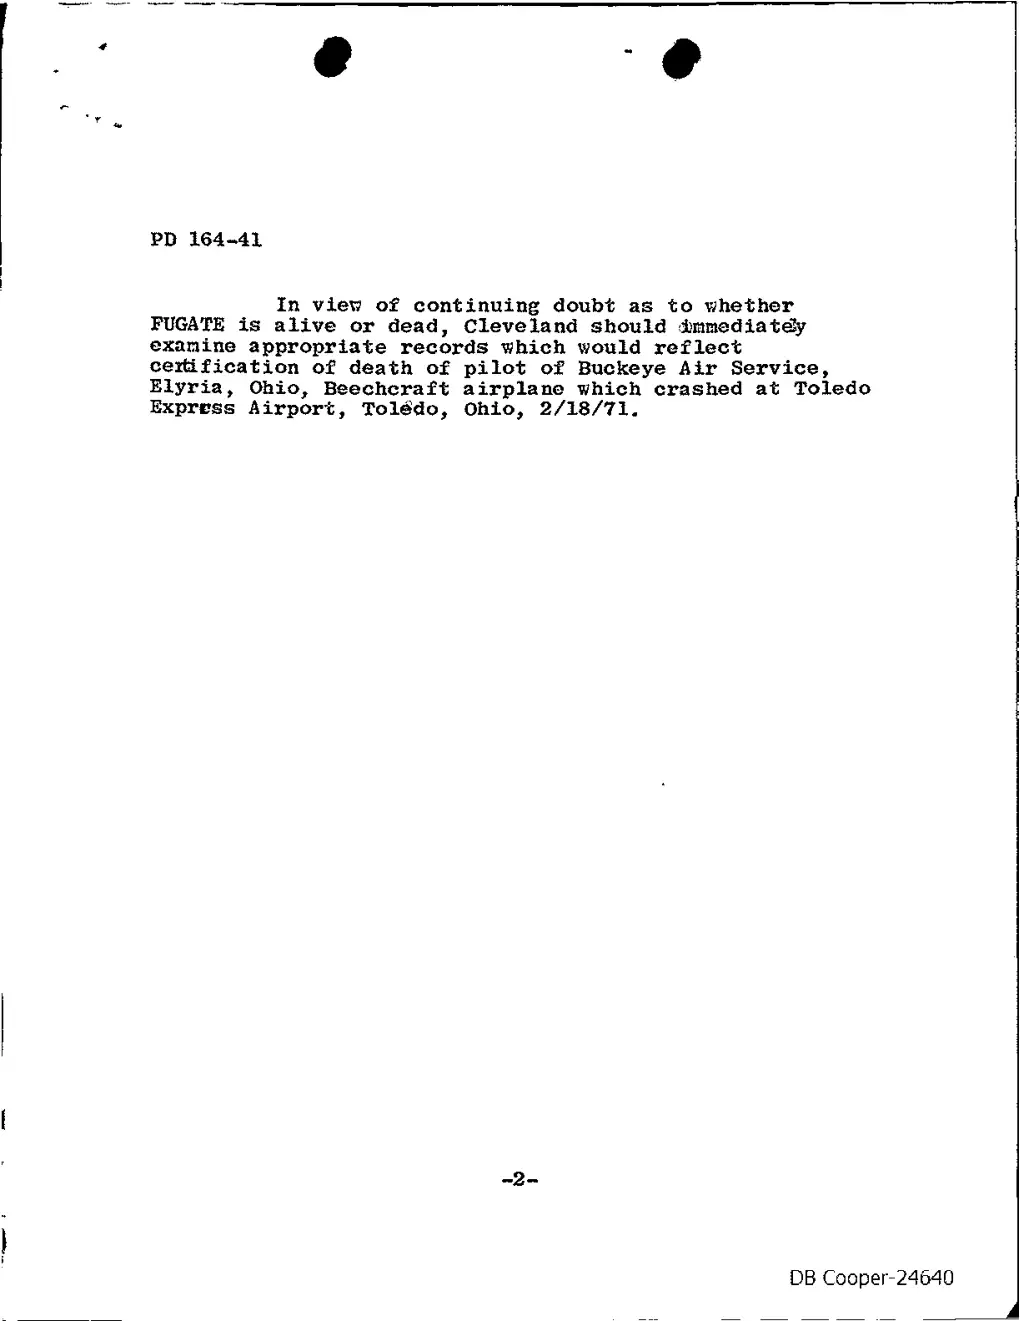 PD 164-41
In view of continuing doubt as to whether
FUGATE is alive or dead, Cleveland should immediately
examine appropriate records which would reflect
certification of death of pilot of Buckeye Air Service,
Elyria, Ohio, Beechcraft airplane which crashed at Toledo
Express Airport, Toledo, Ohio, 2/18/71.
-2-
DB Cooper-24640